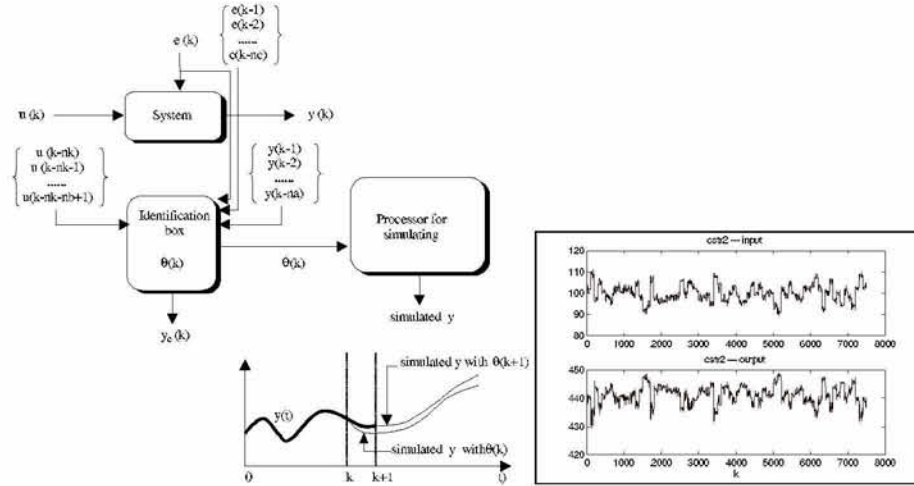 e(k-1)
e(k-2)
......
c(k-nc)
e (k)
u (k)
System
y (k)
u (k-nk)
u (k-nk-1)
......
u(k-nk-nb+1)
y(k-1)
y(k-2)
......
y(k-na)
Identification
box
θ(k)
θ(k)
Processor for
simulating
y e (k)
simulated y
simulated y with θ(k+1)
y(t)
simulated y withθ(k)
0
k
k+1
cstr2 --- input
120
110
100
90
80
0 1000 2000 3000 4000 5000 6000 7000 8000
cstr2 --- output
450
440
430
420
0 1000 2000 3000 4000 5000 6000 7000 8000
k